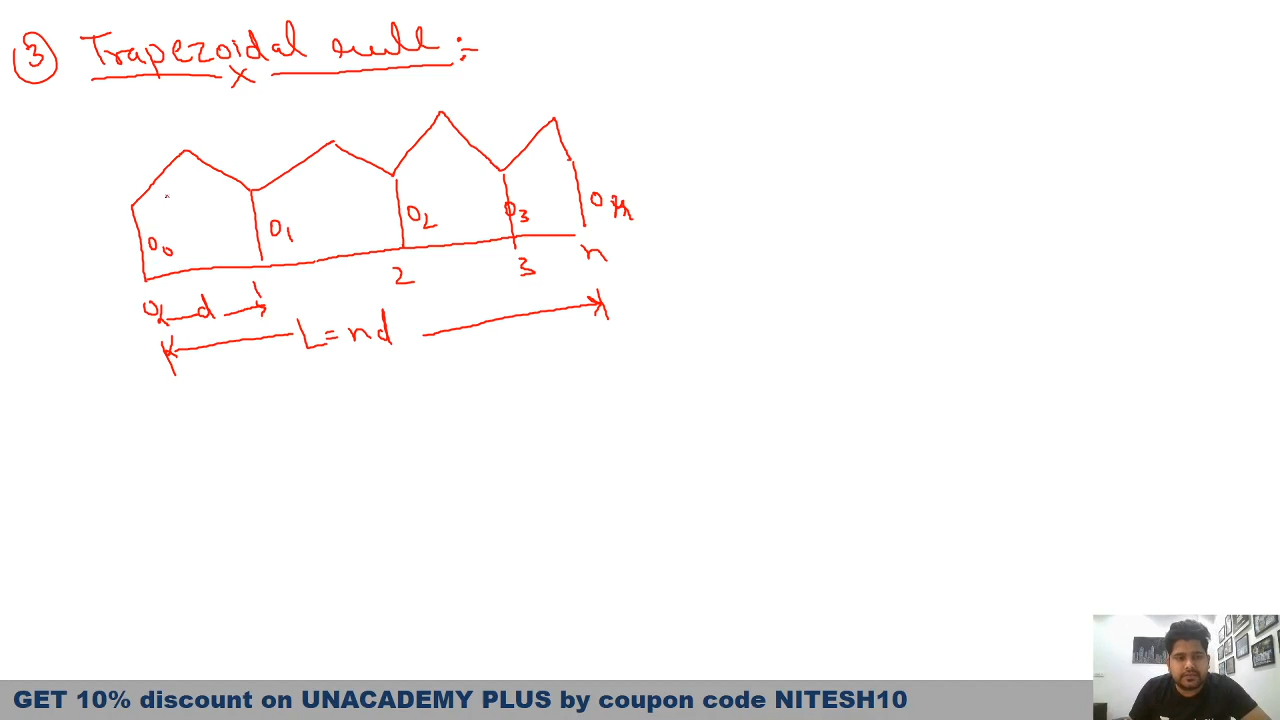 ③ Trapezoidal rule :-
O₀ O₁ O₂ O₃ Oₙ
0 1 2 3 n
d
L = nd
GET 10% discount on UNACADEMY PLUS by coupon code NITESH10